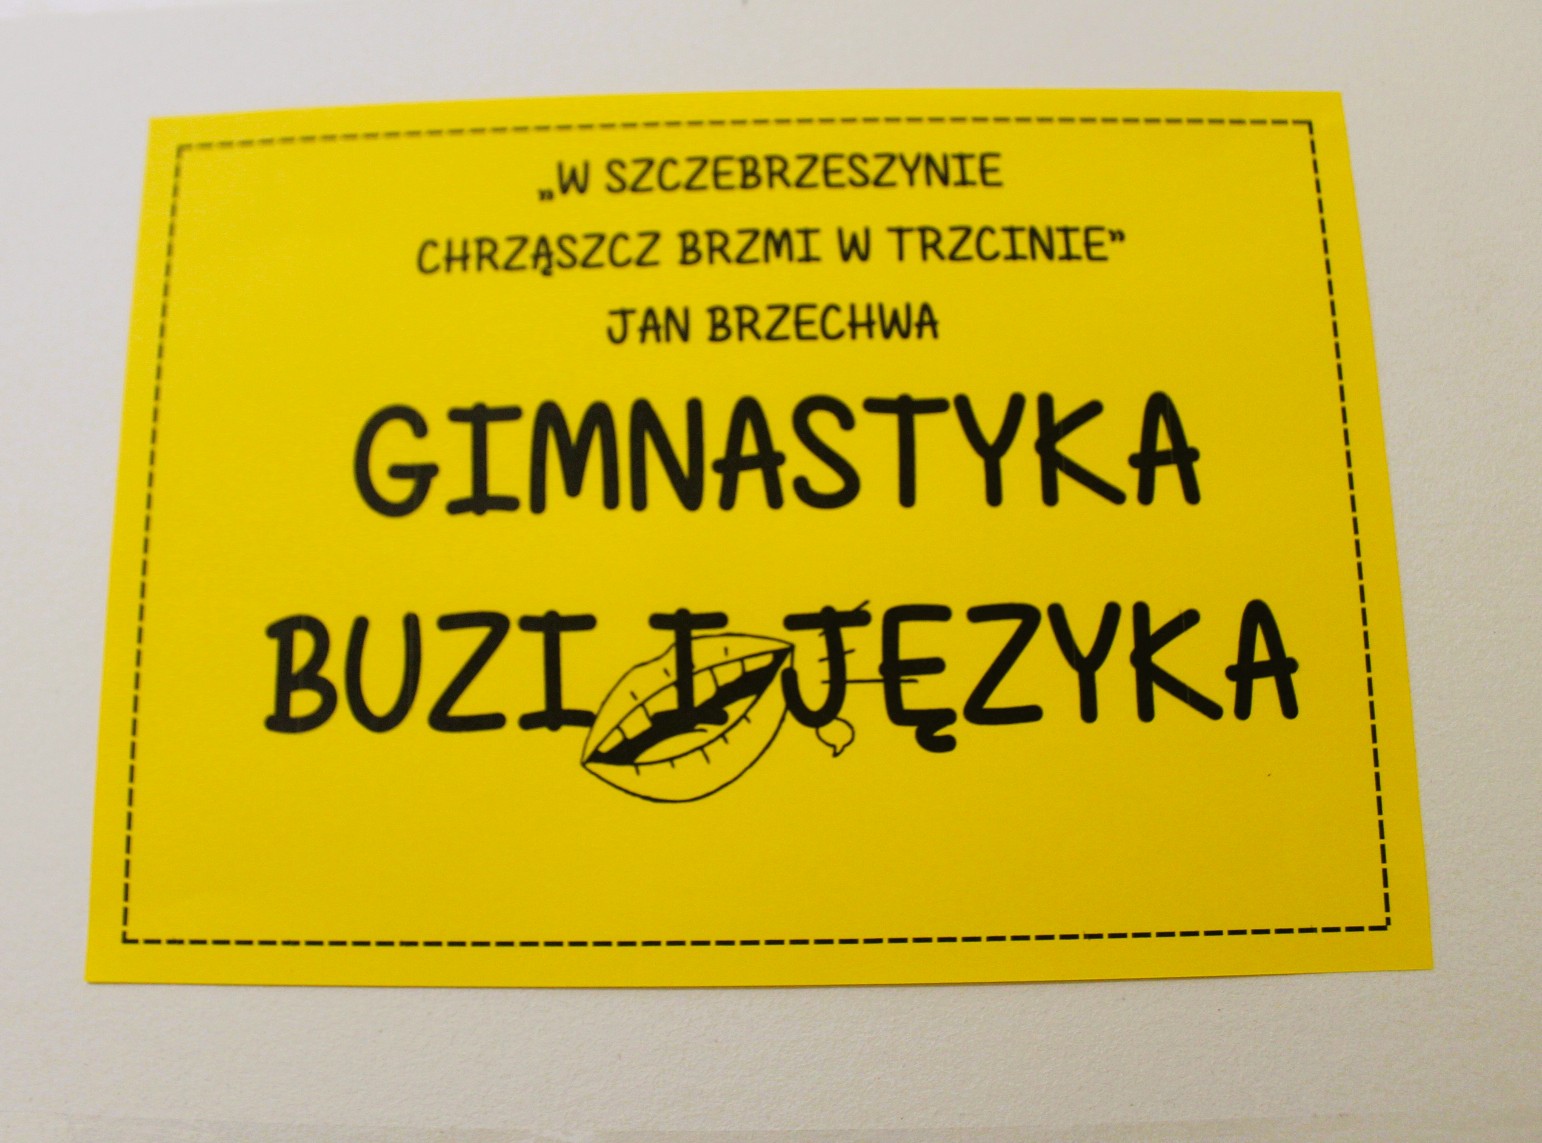 „W SZCZEBRZESZYNIE
CHRZĄSZCZ BRZMI W TRZCINIE”
JAN BRZECHWA
GIMNASTYKA
BUZI I JĘZYKA